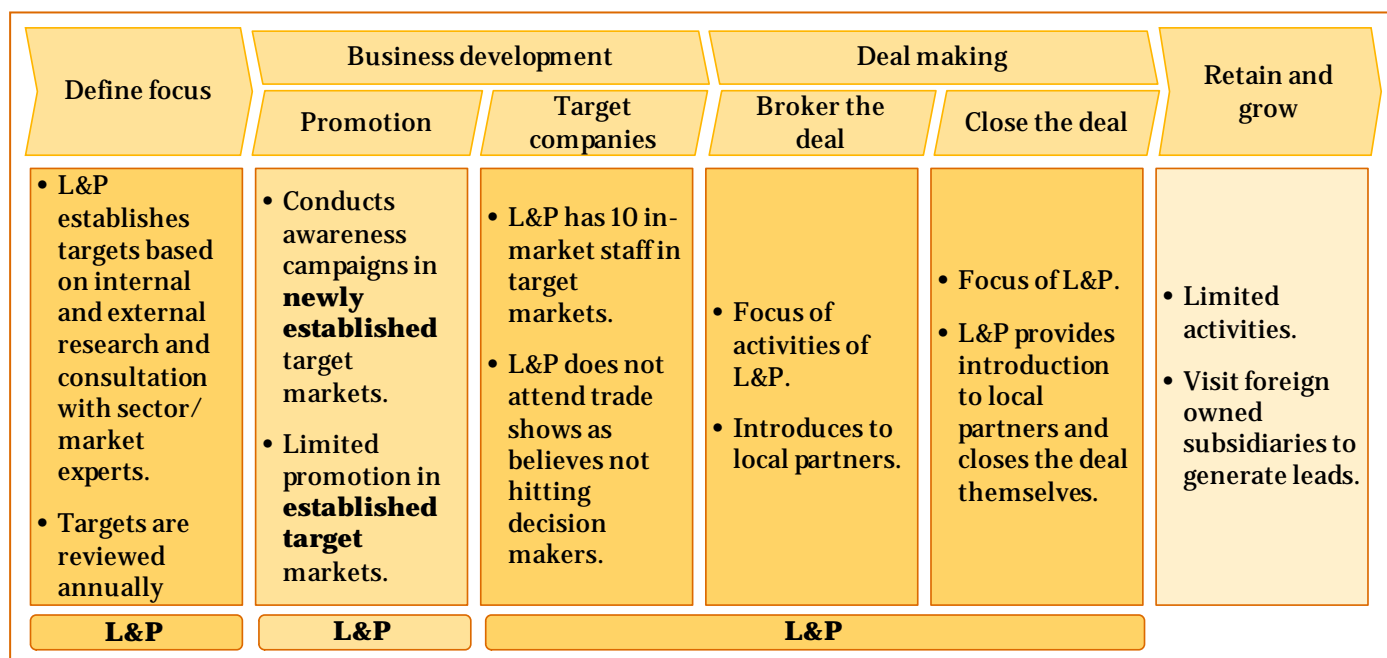 Define focus
Business development
Promotion
Target
companies
Deal making
Broker the
deal
Close the deal
Retain and
grow
• L&P
establishes
targets based
on internal
and external
research and
consultation
with sector/
market
experts.
• Targets are
reviewed
annually
• Conducts
awareness
campaigns in
newly
established
target
markets.
• Limited
promotion in
established
target
markets.
• L&P has 10 in-
market staff in
target
markets.
• L&P does not
attend trade
shows as
believes not
hitting
decision
makers.
• Focus of
activities of
L&P.
• Introduces to
local partners.
• Focus of L&P.
• L&P provides
introduction
to local
partners and
closes the deal
themselves.
• Limited
activities.
• Visit foreign
owned
subsidiaries to
generate leads.
L&P
L&P
L&P